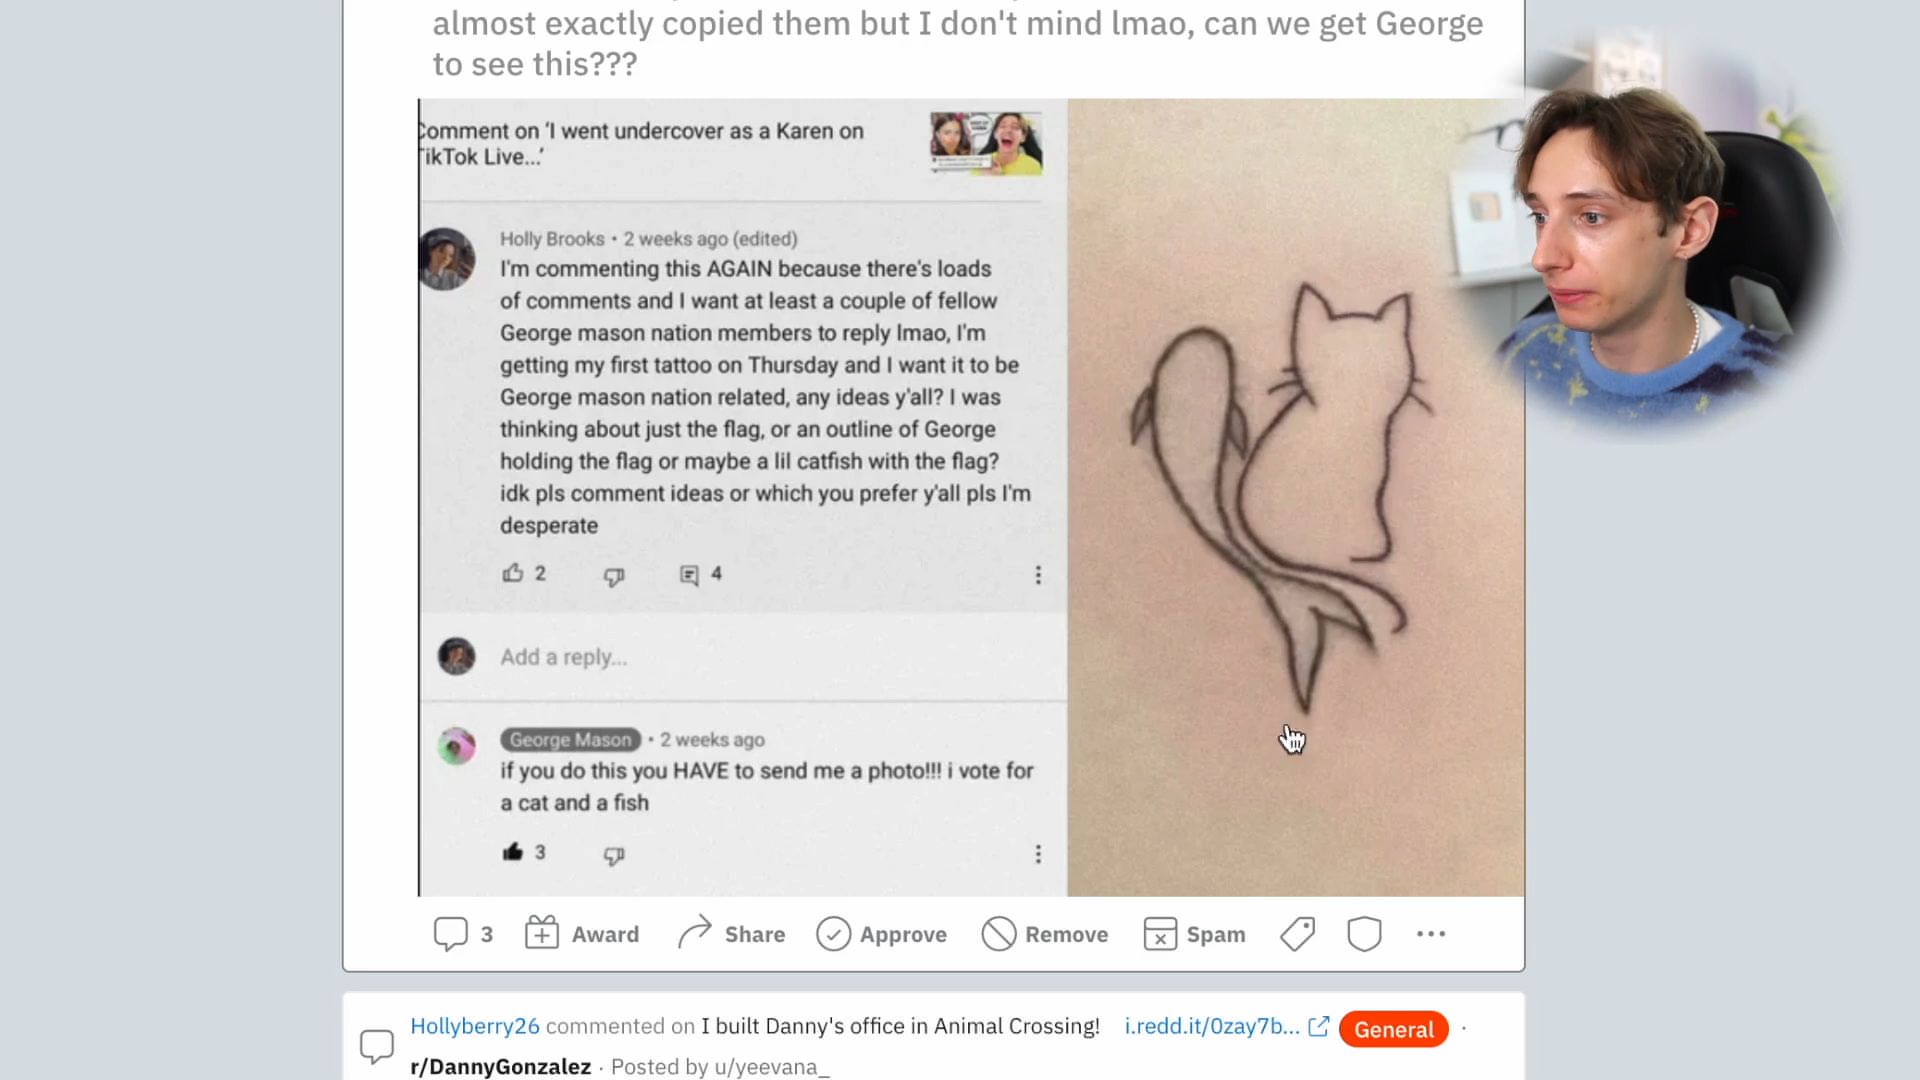 almost exactly copied them but I don't mind lmao, can we get George
to see this???
Comment on 'I went undercover as a Karen on
TikTok Live...'
Holly Brooks • 2 weeks ago (edited)
I'm commenting this AGAIN because there's loads
of comments and I want at least a couple of fellow
George mason nation members to reply lmao, I'm
getting my first tattoo on Thursday and I want it to be
George mason nation related, any ideas y'all? I was
thinking about just the flag, or an outline of George
holding the flag or maybe a lil catfish with the flag?
idk pls comment ideas or which you prefer y'all pls I'm
desperate
2 4
Add a reply...
George Mason • 2 weeks ago
if you do this you HAVE to send me a photo!!! i vote for
a cat and a fish
3
3 Award Share Approve Remove Spam
Hollyberry26 commented on I built Danny's office in Animal Crossing! i.redd.it/0zay7b... General ·
r/DannyGonzalez · Posted by u/yeevana_